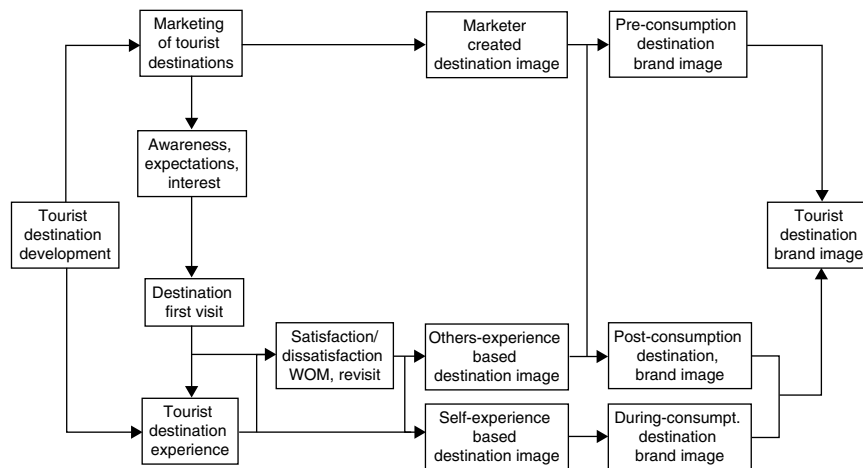 Marketing
of tourist
destinations
Marketer
created
destination image
Pre-consumption
destination
brand image
Awareness,
expectations,
interest
Tourist
destination
development
Tourist
destination
brand image
Destination
first visit
Satisfaction/
dissatisfaction
WOM, revisit
Others-experience
based
destination image
Post-consumption
destination,
brand image
Tourist
destination
experience
Self-experience
based
destination image
During-consumpt.
destination
brand image